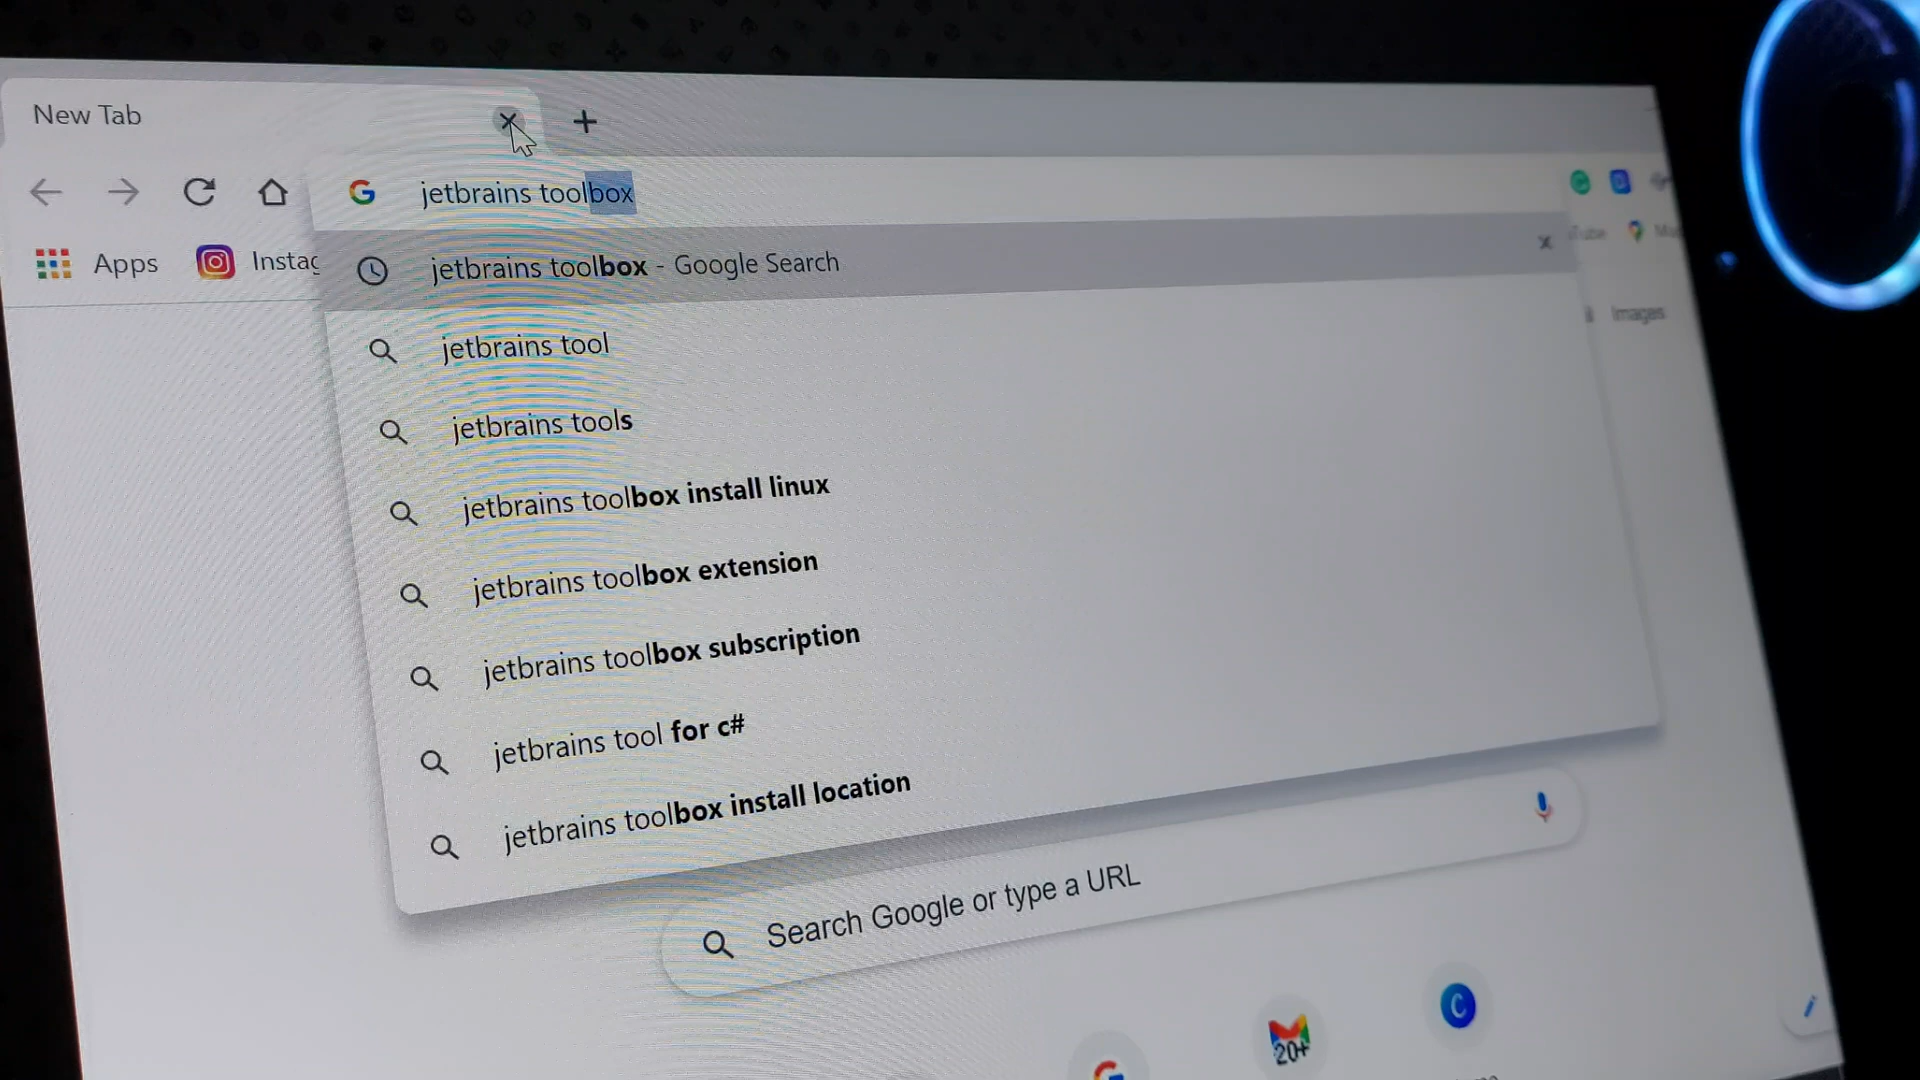 New Tab
jetbrains toolbox
Apps
Instag
jetbrains toolbox - Google Search
Images
jetbrains tool
jetbrains tools
jetbrains toolbox install linux
jetbrains toolbox extension
jetbrains toolbox subscription
jetbrains tool for c#
jetbrains toolbox install location
Search Google or type a URL
20+
C